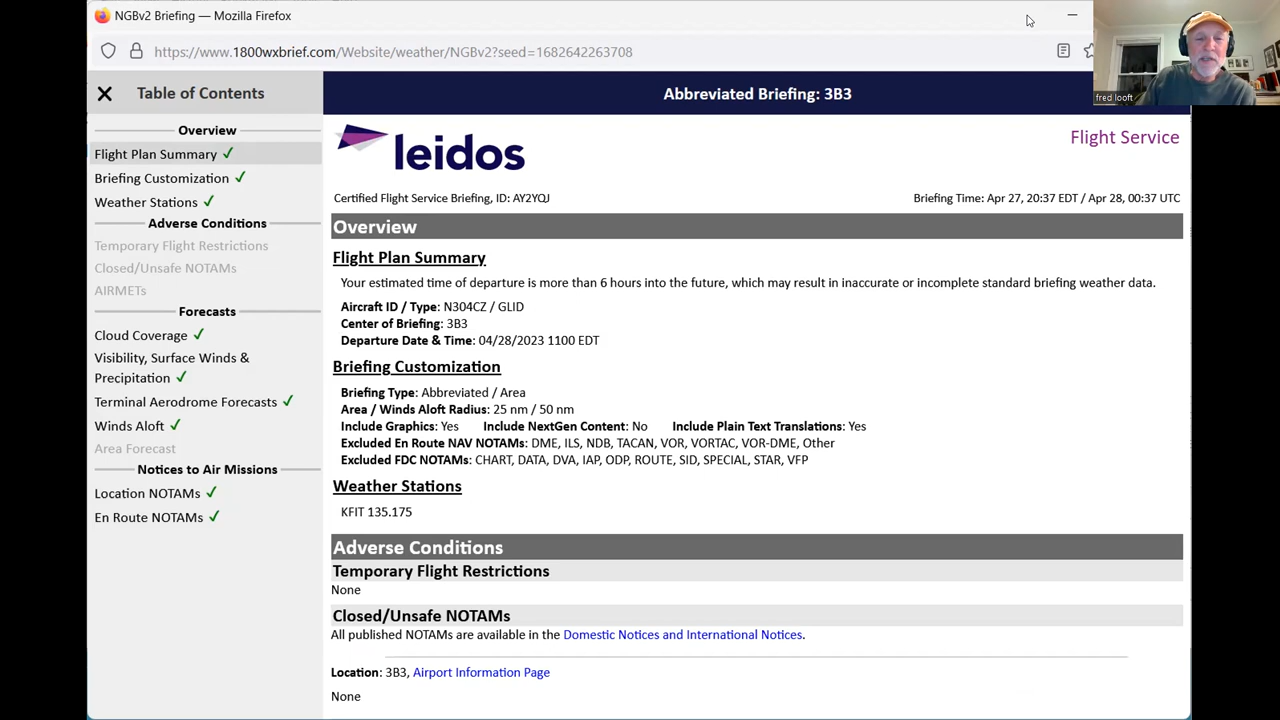 NGBv2 Briefing — Mozilla Firefox
https://www.1800wxbrief.com/Website/weather/NGBv2?seed=1682642263708
fred looft
Table of Contents
Overview
Flight Plan Summary ✓
Briefing Customization ✓
Weather Stations ✓
Adverse Conditions
Temporary Flight Restrictions
Closed/Unsafe NOTAMs
AIRMETs
Forecasts
Cloud Coverage ✓
Visibility, Surface Winds &
Precipitation ✓
Terminal Aerodrome Forecasts ✓
Winds Aloft ✓
Area Forecast
Notices to Air Missions
Location NOTAMs ✓
En Route NOTAMs ✓
Abbreviated Briefing: 3B3
leidos
Flight Service
Certified Flight Service Briefing, ID: AY2YQJ
Briefing Time: Apr 27, 20:37 EDT / Apr 28, 00:37 UTC
Overview
Flight Plan Summary
Your estimated time of departure is more than 6 hours into the future, which may result in inaccurate or incomplete standard briefing weather data.
Aircraft ID / Type: N304CZ / GLID
Center of Briefing: 3B3
Departure Date & Time: 04/28/2023 1100 EDT
Briefing Customization
Briefing Type: Abbreviated / Area
Area / Winds Aloft Radius: 25 nm / 50 nm
Include Graphics: Yes Include NextGen Content: No Include Plain Text Translations: Yes
Excluded En Route NAV NOTAMs: DME, ILS, NDB, TACAN, VOR, VORTAC, VOR-DME, Other
Excluded FDC NOTAMs: CHART, DATA, DVA, IAP, ODP, ROUTE, SID, SPECIAL, STAR, VFP
Weather Stations
KFIT 135.175
Adverse Conditions
Temporary Flight Restrictions
None
Closed/Unsafe NOTAMs
All published NOTAMs are available in the Domestic Notices and International Notices.
Location: 3B3, Airport Information Page
None